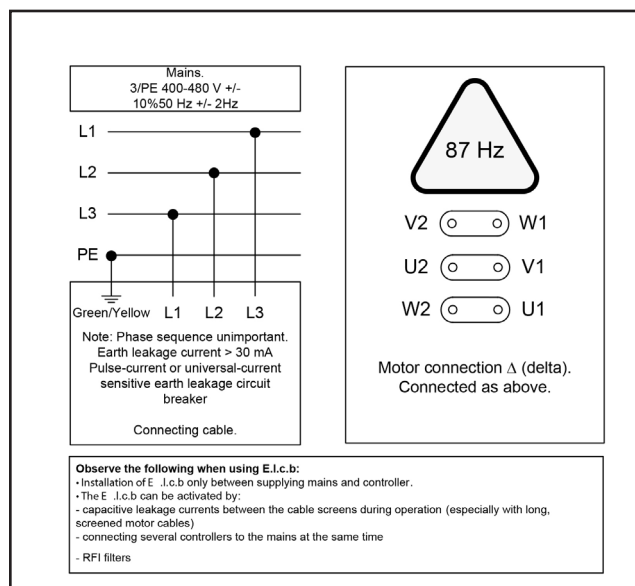 Mains.
3/PE 400-480 V +/-
10%50 Hz +/- 2Hz
L1
L2
L3
PE
Green/Yellow L1 L2 L3
Note: Phase sequence unimportant.
Earth leakage current > 30 mA
Pulse-current or universal-current
sensitive earth leakage circuit
breaker
Connecting cable.
87 Hz
V2 W1
U2 V1
W2 U1
Motor connection Δ (delta).
Connected as above.
Observe the following when using E.l.c.b:
• Installation of E .l.c.b only between supplying mains and controller.
• The E .l.c.b can be activated by:
- capacitive leakage currents between the cable screens during operation (especially with long,
screened motor cables)
- connecting several controllers to the mains at the same time
- RFI filters